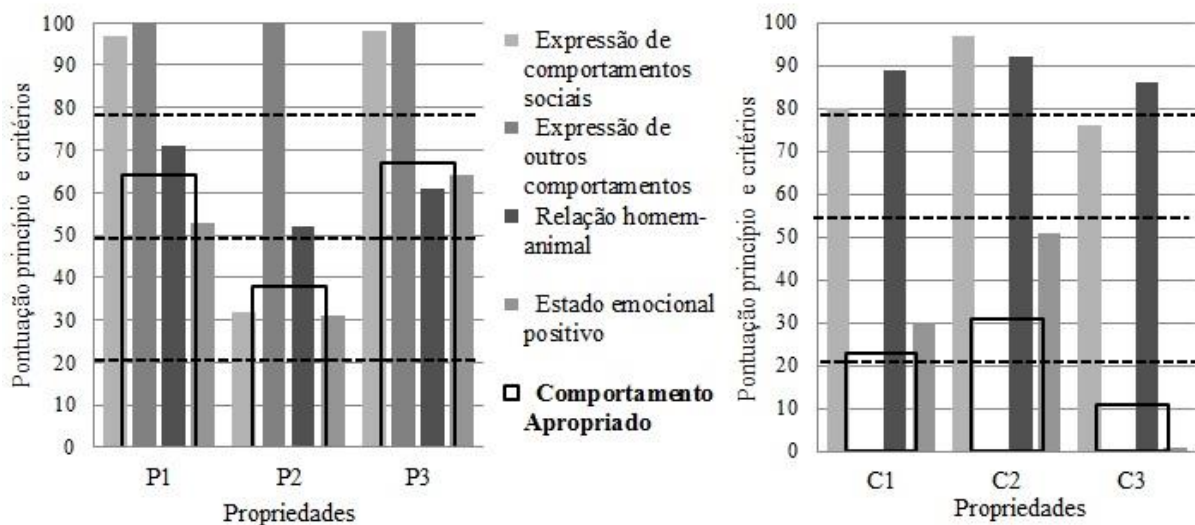 Pontuação princípio e critérios
100
90
80
70
60
50
40
30
20
10
0
P1
P2
P3
Propriedades
Expressão de
comportamentos
sociais
Expressão de
outros
comportamentos
Relação homem-
animal
Estado emocional
positivo
Comportamento
Apropriado
Pontuação princípio e critérios
100
90
80
70
60
50
40
30
20
10
0
C1
C2
C3
Propriedades